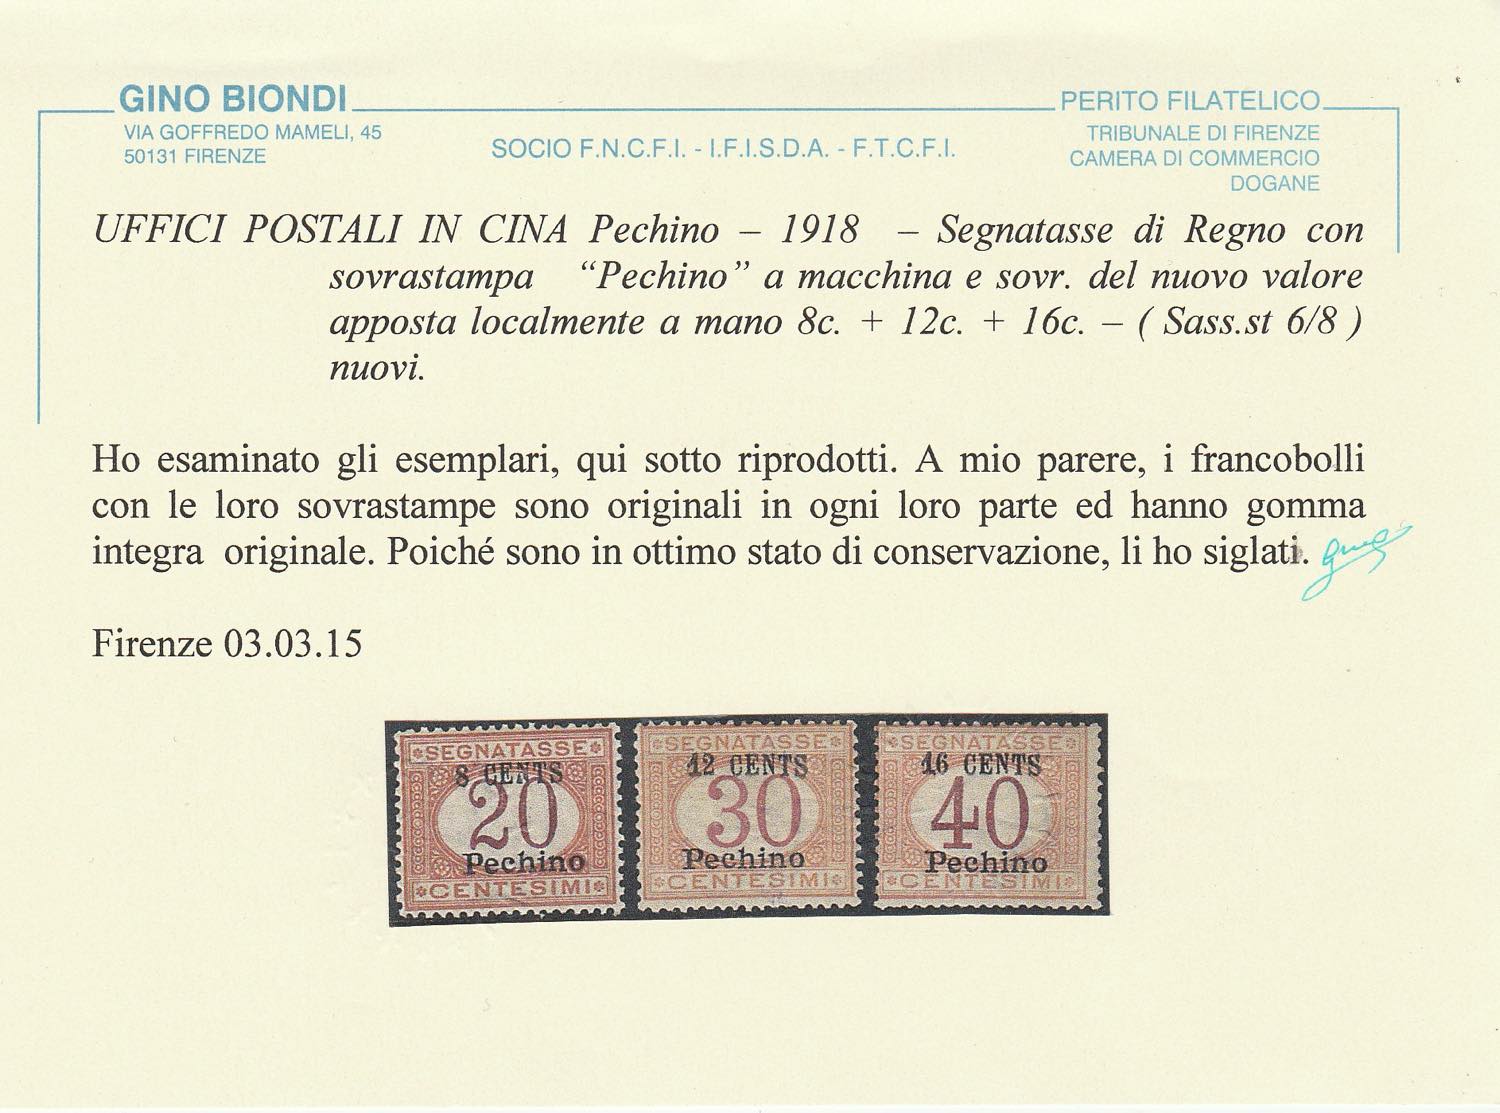 GINO BIONDI
VIA GOFFREDO MAMELI, 45
50131 FIRENZE
SOCIO F.N.C.F.I. - I.F.I.S.D.A. - F.T.C.F.I.
PERITO FILATELICO
TRIBUNALE DI FIRENZE
CAMERA DI COMMERCIO
DOGANE
UFFICI POSTALI IN CINA Pechino – 1918 – Segnatasse di Regno con
sovrastampa “Pechino” a macchina e sovr. del nuovo valore
apposta localmente a mano 8c. + 12c. + 16c. – ( Sass.st 6/8 )
nuovi.
Ho esaminato gli esemplari, qui sotto riprodotti. A mio parere, i francobolli
con le loro sovrastampe sono originali in ogni loro parte ed hanno gomma
integra originale. Poiché sono in ottimo stato di conservazione, li ho siglati.
Firenze 03.03.15
SEGNATASSE
8 CENTS
20
Pechino
CENTESIMI
SEGNATASSE
12 CENTS
30
Pechino
CENTESIMI
SEGNATASSE
16 CENTS
40
Pechino
CENTESIMI